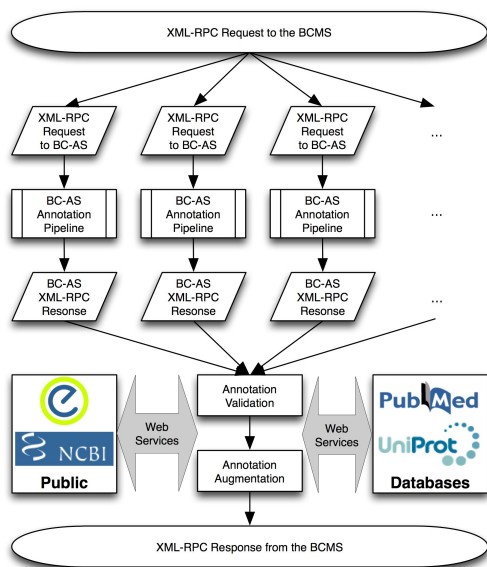 XML-RPC Request to the BCMS
XML-RPC
Request
to BC-AS
XML-RPC
Request
to BC-AS
XML-RPC
Request
to BC-AS
...
BC-AS
Annotation
Pipeline
BC-AS
Annotation
Pipeline
BC-AS
Annotation
Pipeline
...
BC-AS
XML-RPC
Resonse
BC-AS
XML-RPC
Resonse
BC-AS
XML-RPC
Resonse
...
e
NCBI
Public
Web
Services
Annotation
Validation
Annotation
Augmentation
Web
Services
PubMed
UniProt
Databases
XML-RPC Response from the BCMS